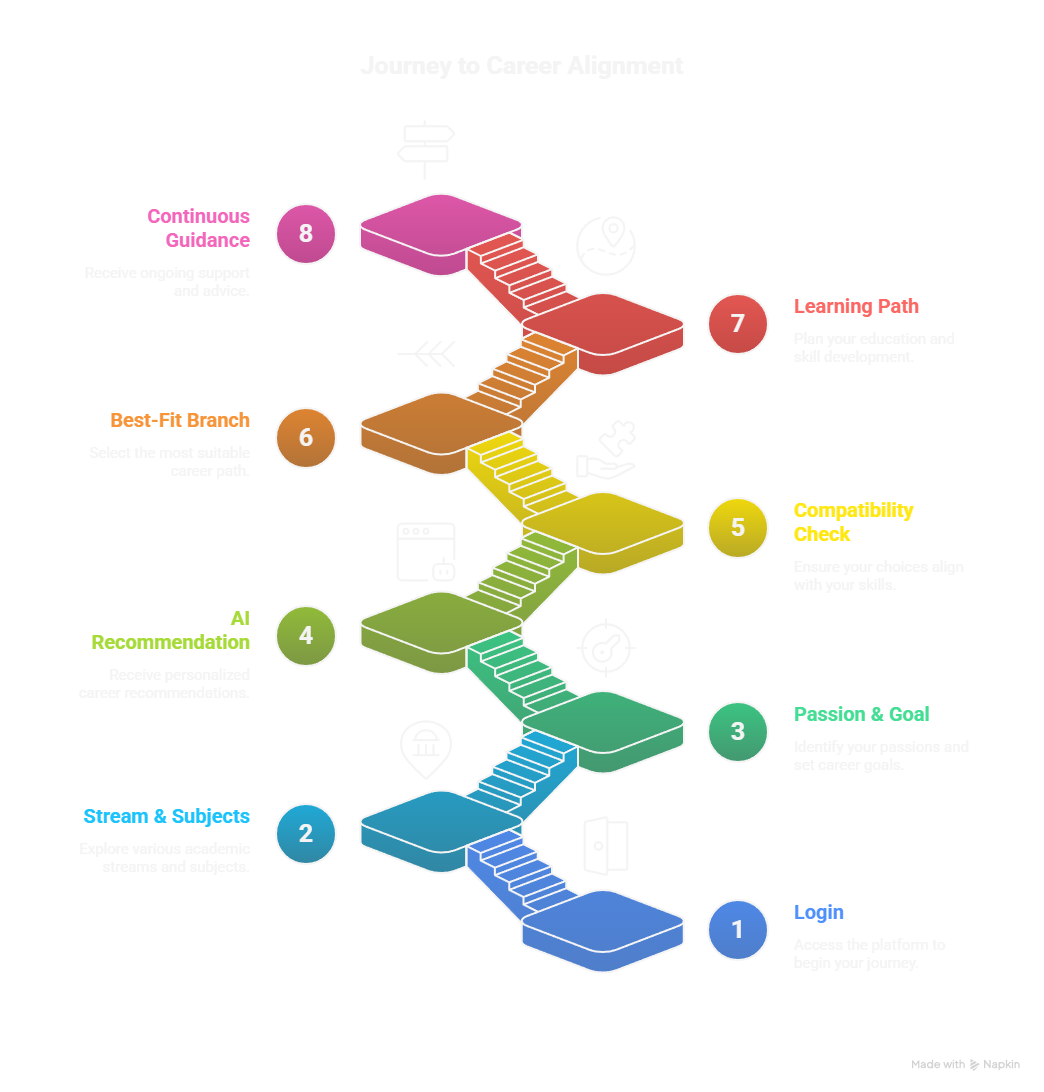 Journey to Career Alignment
Continuous
Guidance
8
Receive ongoing support
and advice.
7
Learning Path
Plan your education and
skill development.
Best-Fit Branch
6
Select the most suitable
career path.
5
Compatibility
Check
Ensure your choices align
with your skills.
AI
Recommendation
4
Receive personalized
career recommendations.
3
Passion & Goal
Identify your passions and
set career goals.
Stream & Subjects
2
Explore various academic
streams and subjects.
1
Login
Access the platform to
begin your journey.
Made with Napkin